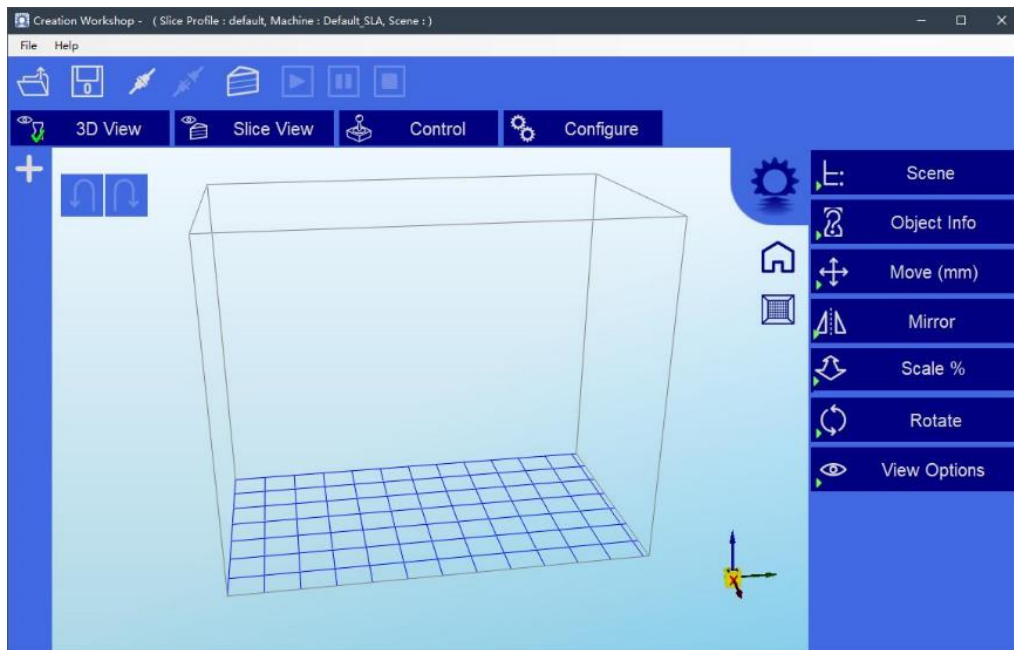 Creation Workshop - ( Slice Profile : default, Machine : Default_SLA, Scene : )
File Help
0
3D View Slice View Control Configure
Scene
Object Info
Move (mm)
Mirror
Scale %
Rotate
View Options
X